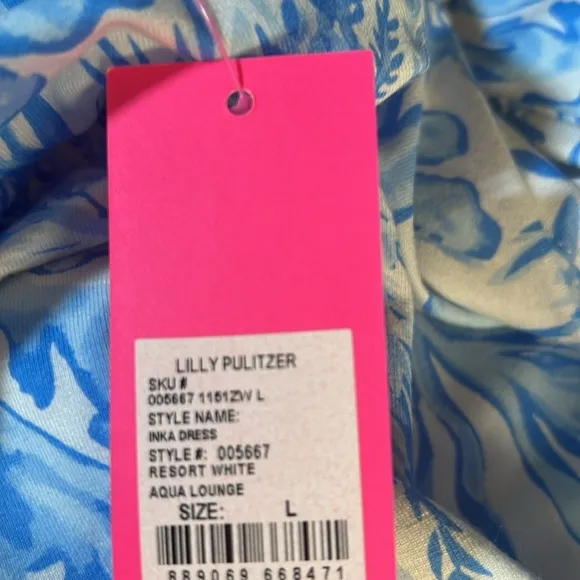 LILLY PULITZER
SKU #
005667 1151ZW L
STYLE NAME:
INKA DRESS
STYLE #: 005667
RESORT WHITE
AQUA LOUNGE
SIZE: L
889069 668471